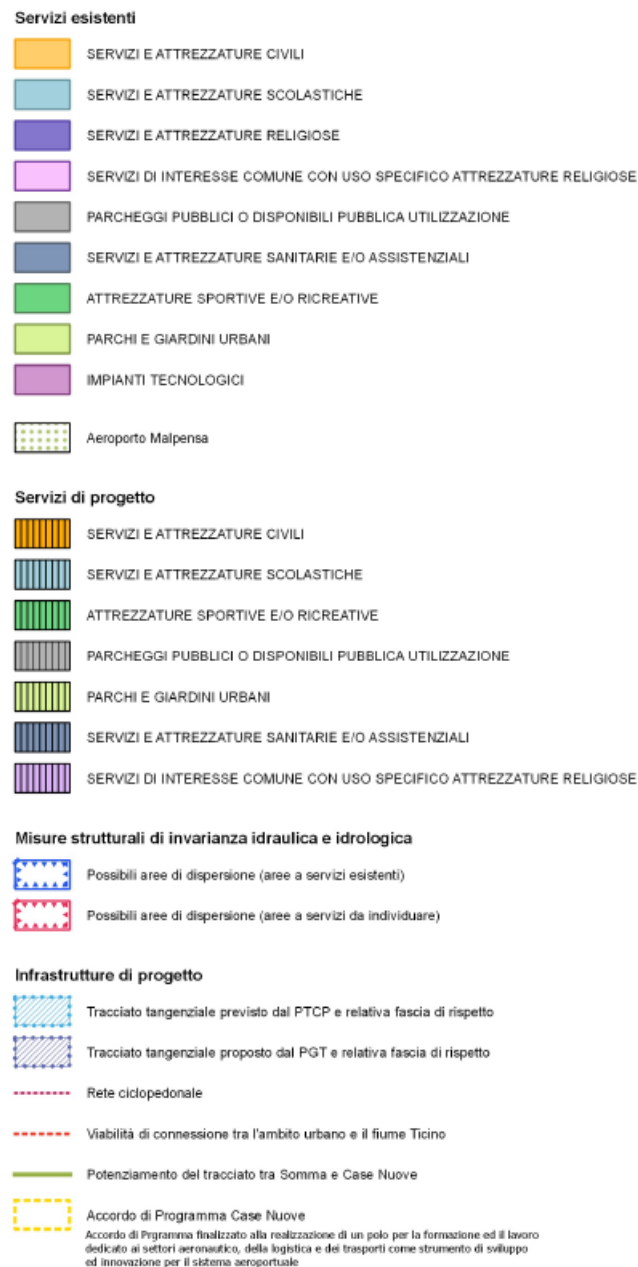 Servizi esistenti
SERVIZI E ATTREZZATURE CIVILI
SERVIZI E ATTREZZATURE SCOLASTICHE
SERVIZI E ATTREZZATURE RELIGIOSE
SERVIZI DI INTERESSE COMUNE CON USO SPECIFICO ATTREZZATURE RELIGIOSE
PARCHEGGI PUBBLICI O DISPONIBILI PUBBLICA UTILIZZAZIONE
SERVIZI E ATTREZZATURE SANITARIE E/O ASSISTENZIALI
ATTREZZATURE SPORTIVE E/O RICREATIVE
PARCHI E GIARDINI URBANI
IMPIANTI TECNOLOGICI
Aeroporto Malpensa
Servizi di progetto
SERVIZI E ATTREZZATURE CIVILI
SERVIZI E ATTREZZATURE SCOLASTICHE
ATTREZZATURE SPORTIVE E/O RICREATIVE
PARCHEGGI PUBBLICI O DISPONIBILI PUBBLICA UTILIZZAZIONE
PARCHI E GIARDINI URBANI
SERVIZI E ATTREZZATURE SANITARIE E/O ASSISTENZIALI
SERVIZI DI INTERESSE COMUNE CON USO SPECIFICO ATTREZZATURE RELIGIOSE
Misure strutturali di invarianza idraulica e idrologica
Possibili aree di dispersione (aree a servizi esistenti)
Possibili aree di dispersione (aree a servizi da individuare)
Infrastrutture di progetto
Tracciato tangenziale previsto dal PTCP e relativa fascia di rispetto
Tracciato tangenziale proposto dal PGT e relativa fascia di rispetto
Rete ciclopedonale
Viabilità di connessione tra l'ambito urbano e il fiume Ticino
Potenziamento del tracciato tra Somma e Case Nuove
Accordo di Programma Case Nuove
Accordo di Prgramma finalizzato alla realizzazione di un polo per la formazione ed il lavoro
dedicato ai settori aeronautico, della logistica e dei trasporti come strumento di sviluppo
ed innovazione per il sistema aeroportuale